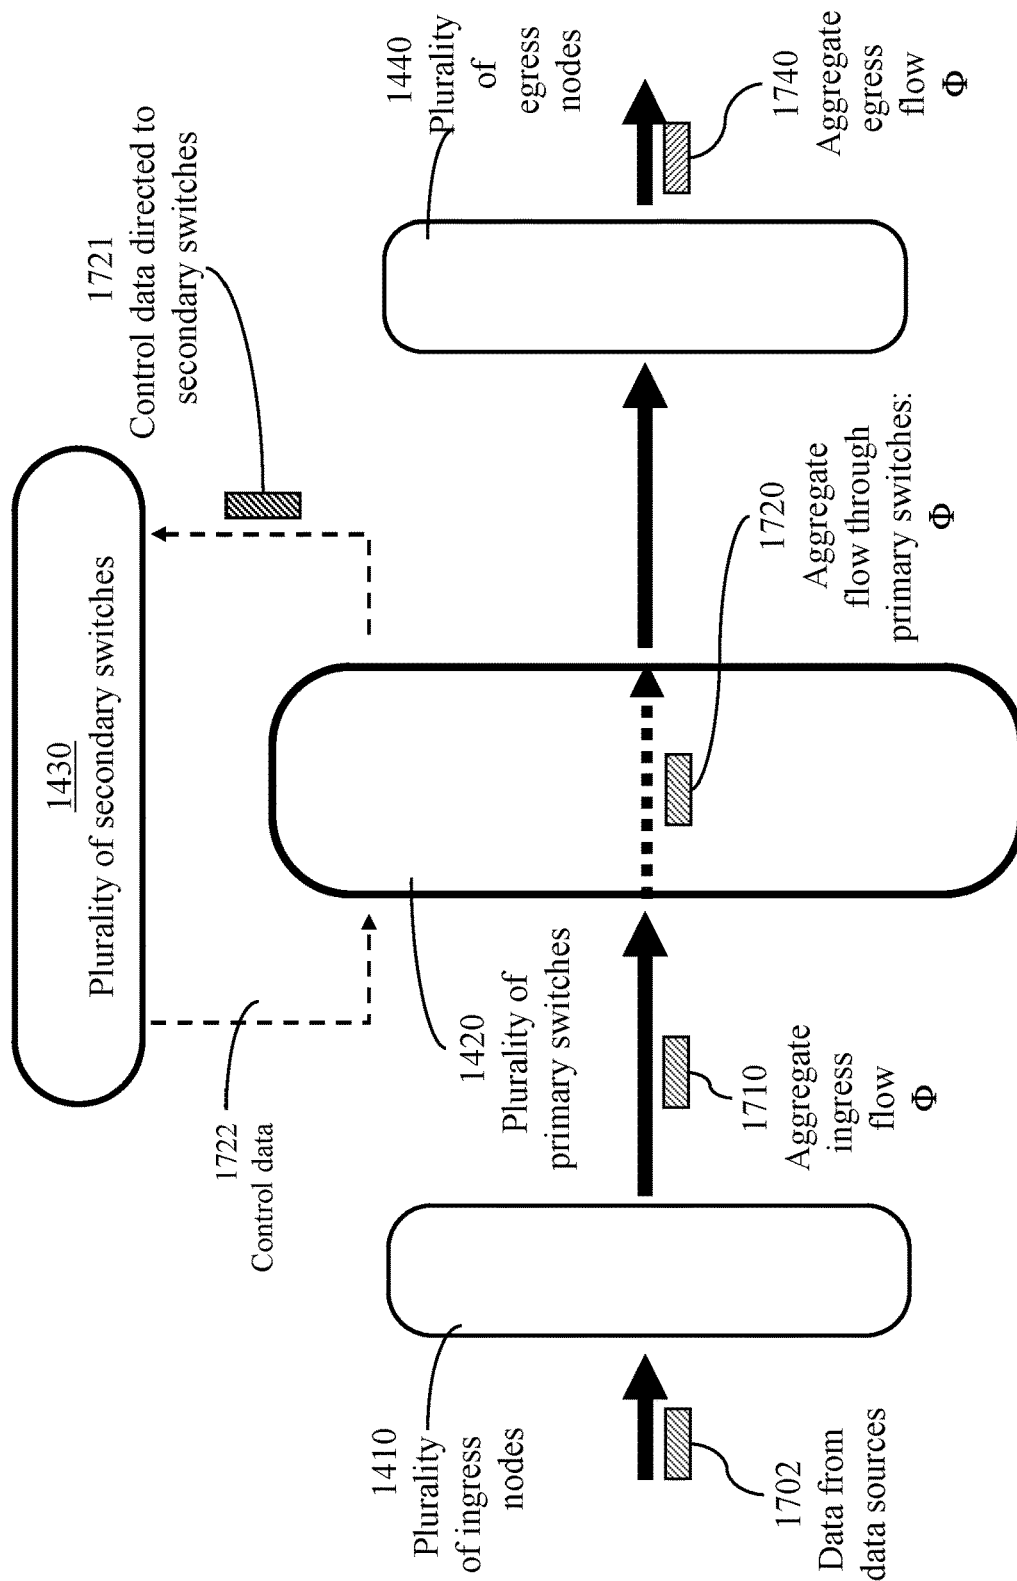 1430
Plurality of secondary switches
1721
Control data directed to
secondary switches
1722
Control data
1410
Plurality
of ingress
nodes
1420
Plurality of
primary switches
1440
Plurality
of
egress
nodes
1702
Data from
data sources
1710
Aggregate
ingress
flow
Φ
1720
Aggregate
flow through
primary switches:
Φ
1740
Aggregate
egress
flow
Φ